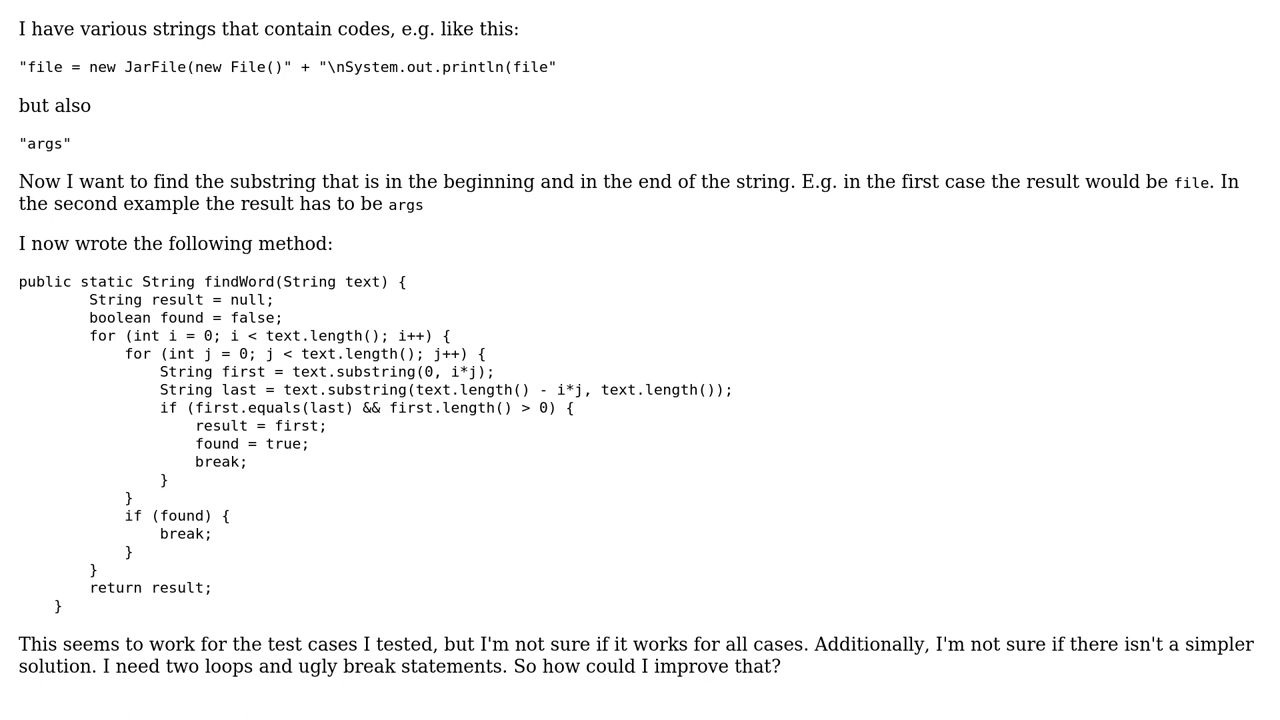 I have various strings that contain codes, e.g. like this:
"file = new JarFile(new File()" + "\nSystem.out.println(file"
but also
"args"
Now I want to find the substring that is in the beginning and in the end of the string. E.g. in the first case the result would be file. In
the second example the result has to be args
I now wrote the following method:
public static String findWord(String text) {
        String result = null;
        boolean found = false;
        for (int i = 0; i < text.length(); i++) {
            for (int j = 0; j < text.length(); j++) {
                String first = text.substring(0, i*j);
                String last = text.substring(text.length() - i*j, text.length());
                if (first.equals(last) && first.length() > 0) {
                    result = first;
                    found = true;
                    break;
                }
            }
            if (found) {
                break;
            }
        }
        return result;
    }
This seems to work for the test cases I tested, but I'm not sure if it works for all cases. Additionally, I'm not sure if there isn't a simpler
solution. I need two loops and ugly break statements. So how could I improve that?